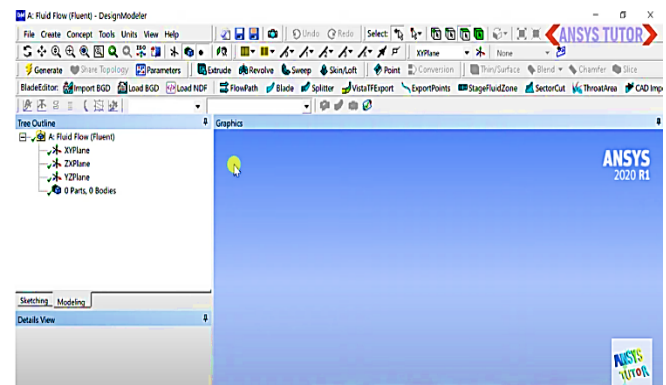 A: Fluid Flow (Fluent) - DesignModeler
File Create Concept Tools Units View Help
Undo Redo Select: ANSYS TUTOR
XYPlane None
Generate Share Topology Parameters Extrude Revolve Sweep Skin/Loft Point Conversion Thin/Surface Blend Chamfer Slice
BladeEditor: Import BGD Load BGD Load NDF FlowPath Blade Splitter VistaTFExport ExportPoints StageFluidZone SectorCut ThroatArea CAD Impo
Tree Outline Graphics
A: Fluid Flow (Fluent)
XYPlane
ZXPlane
YZPlane
0 Parts, 0 Bodies
ANSYS
2020 R1
Sketching Modeling
Details View
ANSYS
TUTOR